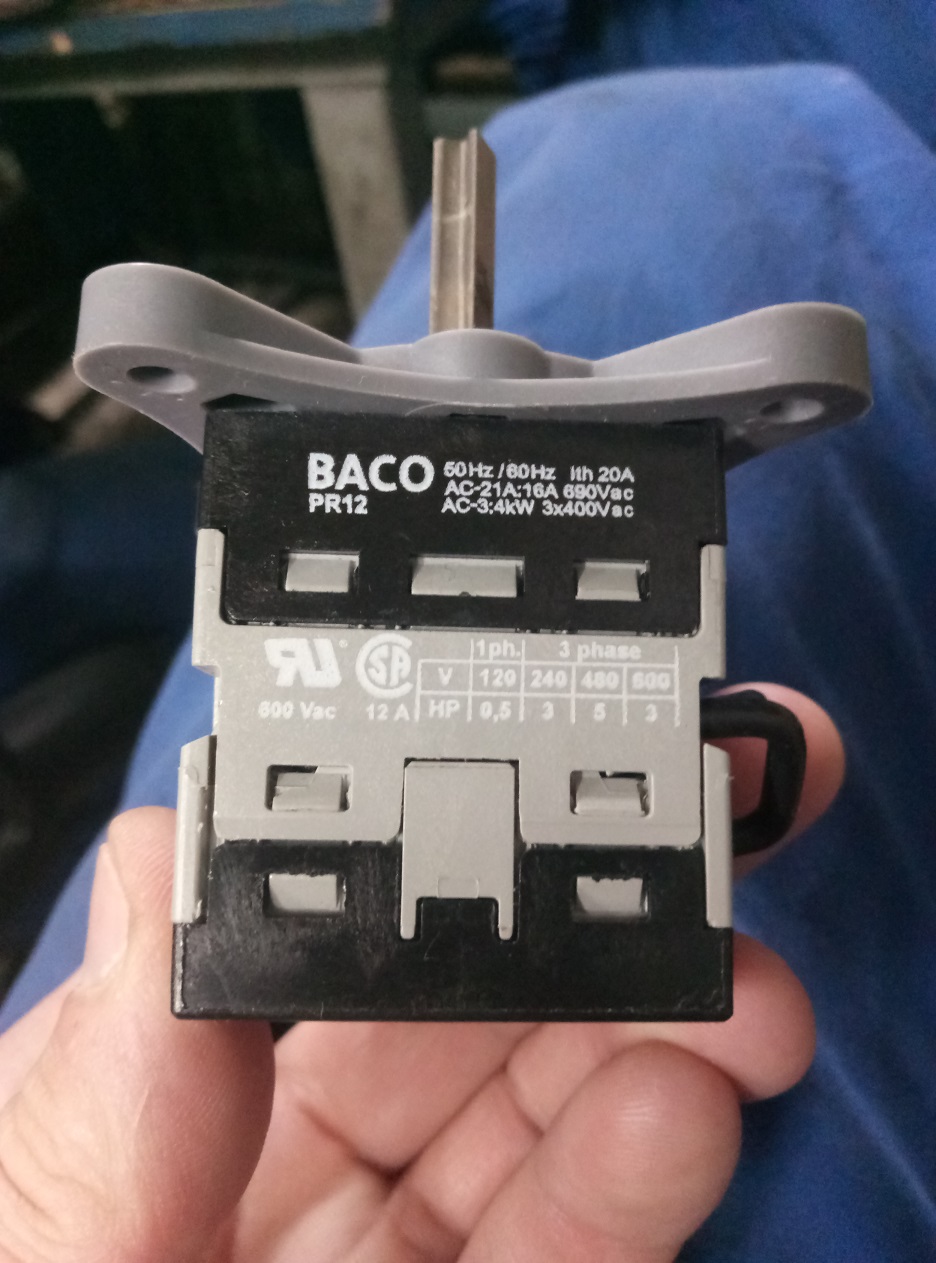 BACO 50Hz/60Hz Ith 20A
AC-21A:16A 690Vac
PR12 AC-3:4kW 3x400Vac
1ph. 3 phase
V 120 240 480 600
600 Vac 12 A HP 0,5 3 5 3